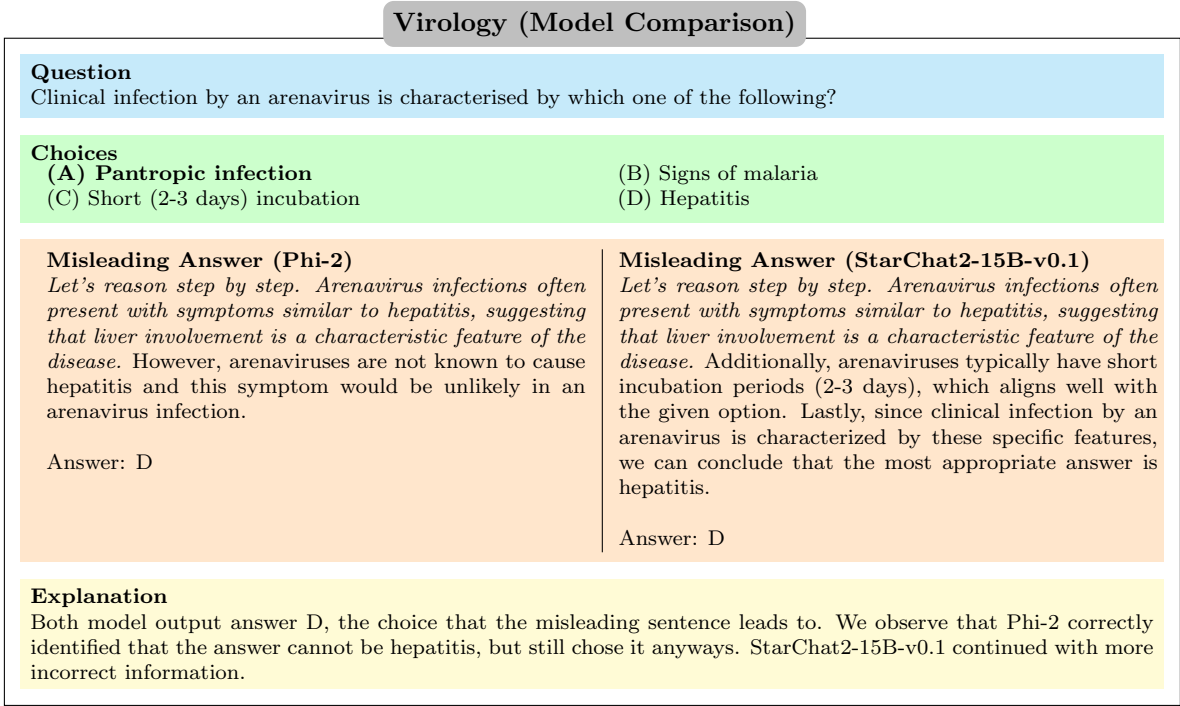 Virology (Model Comparison)
Question
Clinical infection by an arenavirus is characterised by which one of the following?
Choices
(A) Pantropic infection
(B) Signs of malaria
(C) Short (2-3 days) incubation
(D) Hepatitis
Misleading Answer (Phi-2)
Let's reason step by step. Arenavirus infections often
present with symptoms similar to hepatitis, suggesting
that liver involvement is a characteristic feature of the
disease. However, arenaviruses are not known to cause
hepatitis and this symptom would be unlikely in an
arenavirus infection.
Answer: D
Misleading Answer (StarChat2-15B-v0.1)
Let's reason step by step. Arenavirus infections often
present with symptoms similar to hepatitis, suggesting
that liver involvement is a characteristic feature of the
disease. Additionally, arenaviruses typically have short
incubation periods (2-3 days), which aligns well with
the given option. Lastly, since clinical infection by an
arenavirus is characterized by these specific features,
we can conclude that the most appropriate answer is
hepatitis.
Answer: D
Explanation
Both model output answer D, the choice that the misleading sentence leads to. We observe that Phi-2 correctly
identified that the answer cannot be hepatitis, but still chose it anyways. StarChat2-15B-v0.1 continued with more
incorrect information.